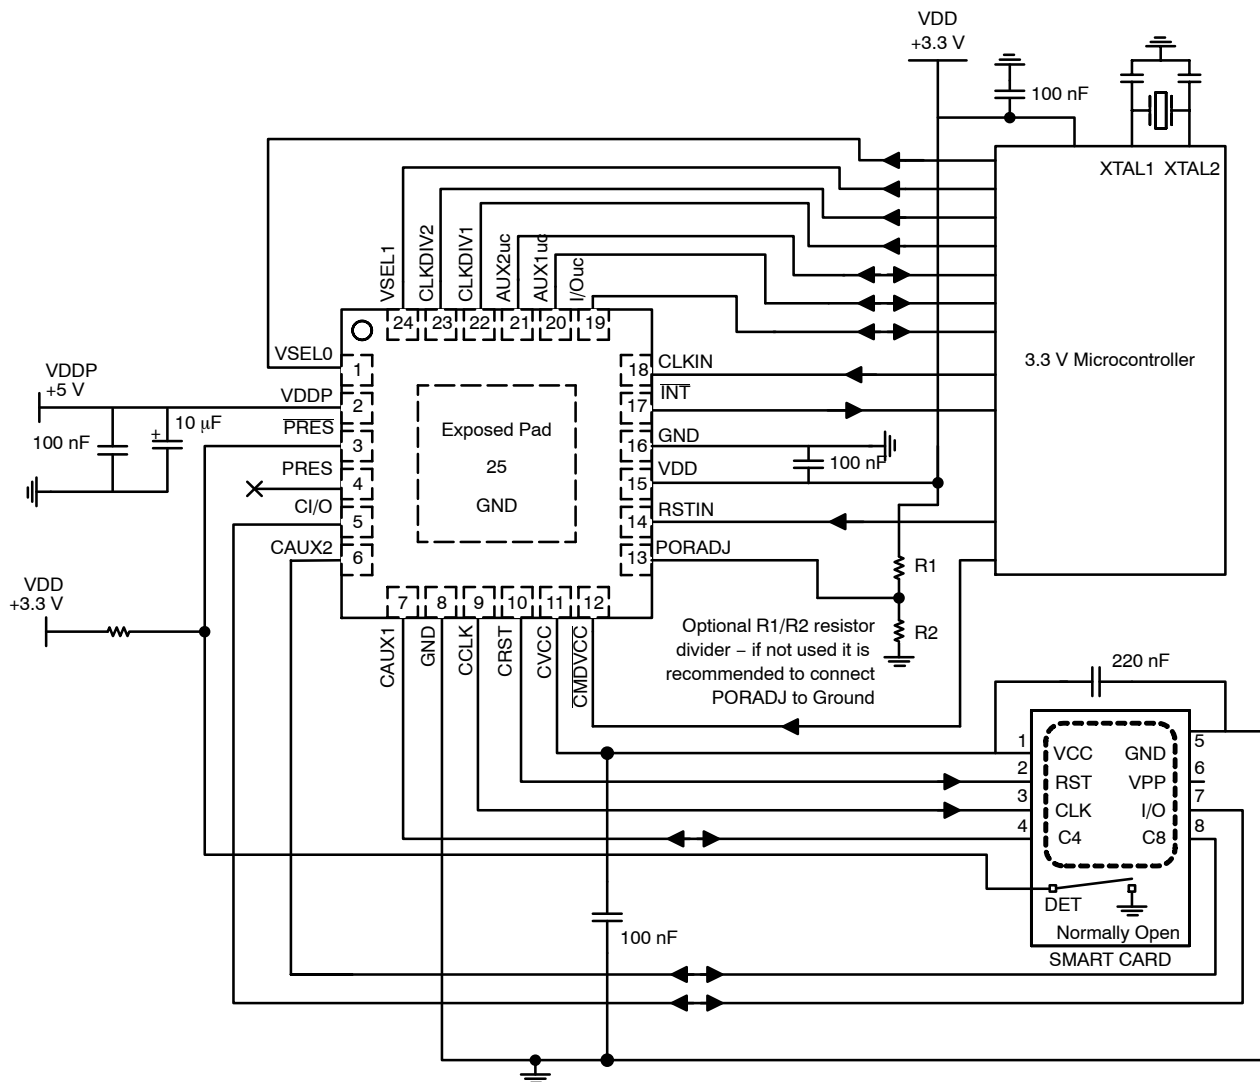 VDD
+3.3 V
100 nF
XTAL1 XTAL2
3.3 V Microcontroller
VSEL1
CLKDIV2
CLKDIV1
AUX2uc
AUX1uc
I/Ouc
24 23 22 21 20 19
VSEL0
1
VDDP
+5 V
VDDP
2
PRES
3
100 nF
10 μF
+
PRES
4
CI/O
5
CAUX2
6
Exposed Pad
25
GND
18 CLKIN
17 INT
16 GND
100 nF
15 VDD
14 RSTIN
13 PORADJ
VDD
+3.3 V
7 8 9 10 11 12
CAUX1
GND
CCLK
CRST
CVCC
CMDVCC
R1
R2
Optional R1/R2 resistor
divider – if not used it is
recommended to connect
PORADJ to Ground
220 nF
1 VCC GND 5
2 RST VPP 6
3 CLK I/O 7
4 C4 C8 8
DET
Normally Open
SMART CARD
100 nF